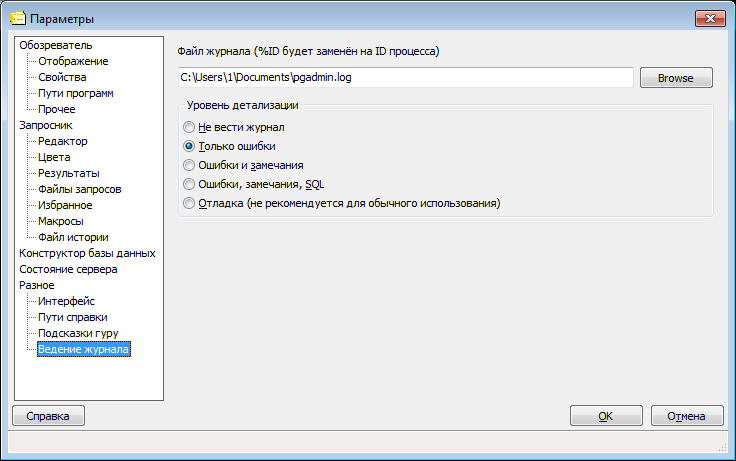 Параметры
Обозреватель
Отображение
Свойства
Пути программ
Прочее
Запросник
Редактор
Цвета
Результаты
Файлы запросов
Избранное
Макросы
Файл истории
Конструктор базы данных
Состояние сервера
Разное
Интерфейс
Пути справки
Подсказки гуру
Ведение журнала
Файл журнала (%ID будет заменён на ID процесса)
C:\Users\1\Documents\pgadmin.log
Browse
Уровень детализации
Не вести журнал
Только ошибки
Ошибки и замечания
Ошибки, замечания, SQL
Отладка (не рекомендуется для обычного использования)
Справка
OK
Отмена